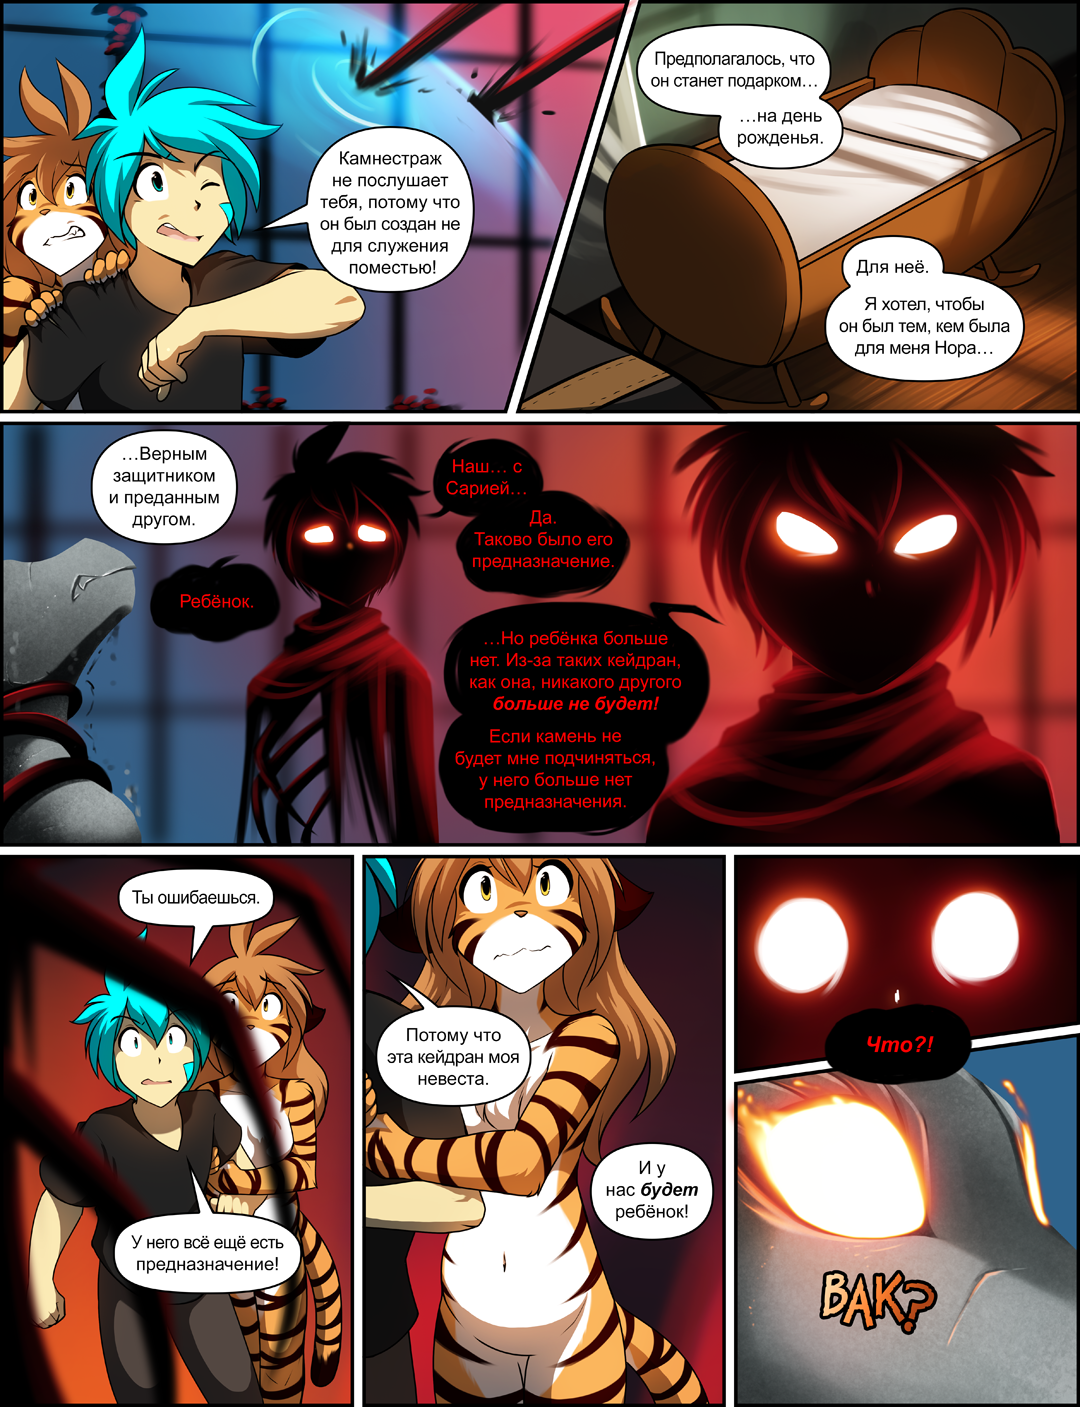 Камнестраж
не послушает
тебя, потому что
он был создан не
для служения
поместью!
Предполагалось, что
он станет подарком...
...на день
рожденья.
Для неё.
Я хотел, чтобы
он был тем, кем была
для меня Нора...
...Верным
защитником
и преданным
другом.
Ребёнок.
Наш... с
Сарией...
Да.
Таково было его
предназначение.
...Но ребёнка больше
нет. Из-за таких кейдран,
как она, никакого другого
больше не будет!
Если камень не
будет мне подчиняться,
у него больше нет
предназначения.
Ты ошибаешься.
У него всё ещё есть
предназначение!
Потому что
эта кейдран моя
невеста.
И у
нас будет
ребёнок!
Что?!
ВАК?